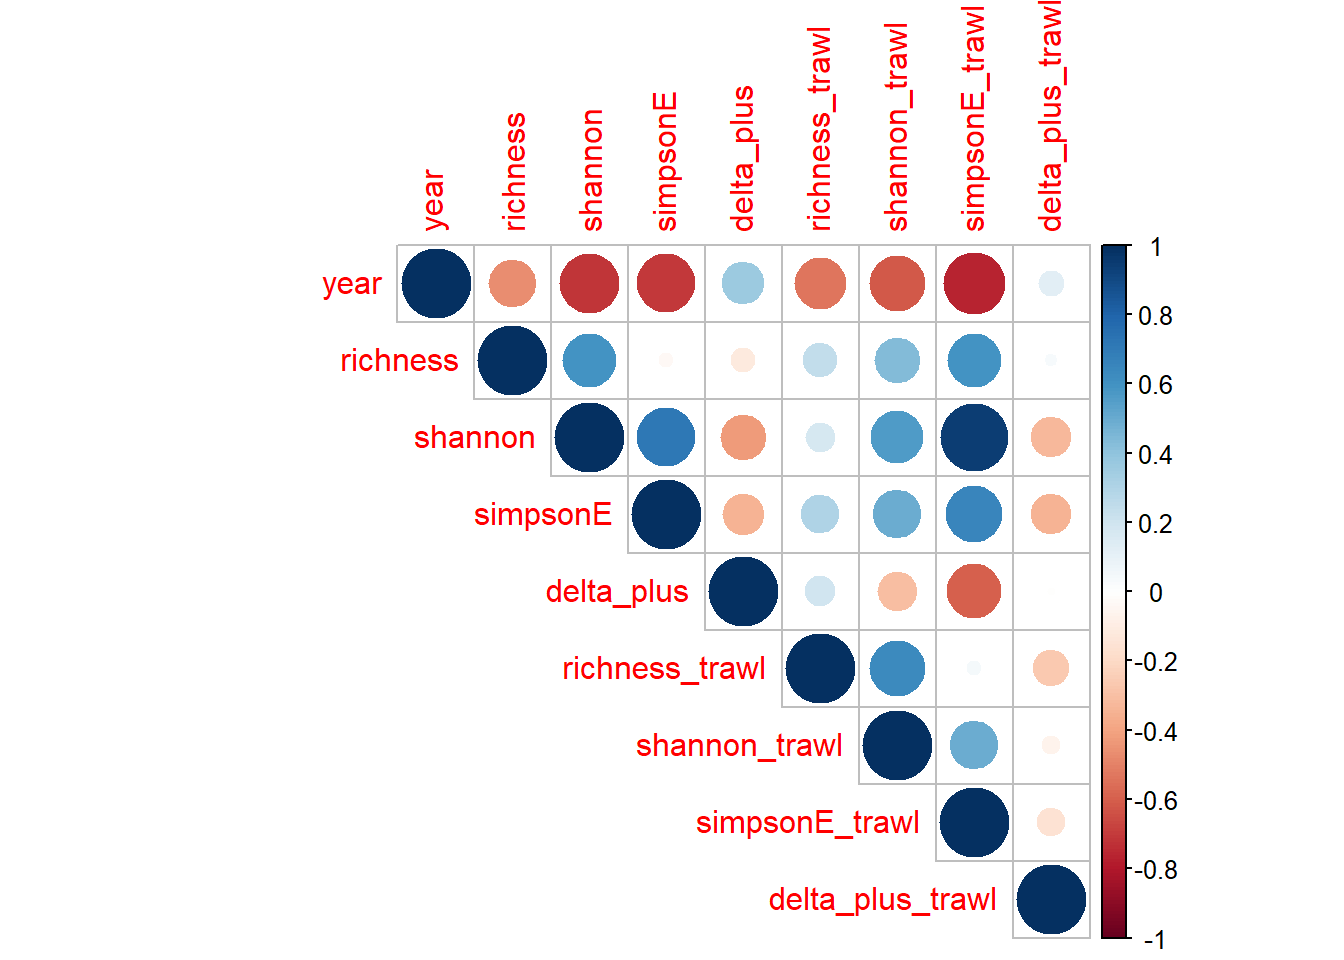 year
richness
shannon
simpsonE
delta_plus
richness_trawl
shannon_trawl
simpsonE_trawl
delta_plus_trawl
year
richness
shannon
simpsonE
delta_plus
richness_trawl
shannon_trawl
simpsonE_trawl
delta_plus_trawl
1
0.8
0.6
0.4
0.2
0
-0.2
-0.4
-0.6
-0.8
-1